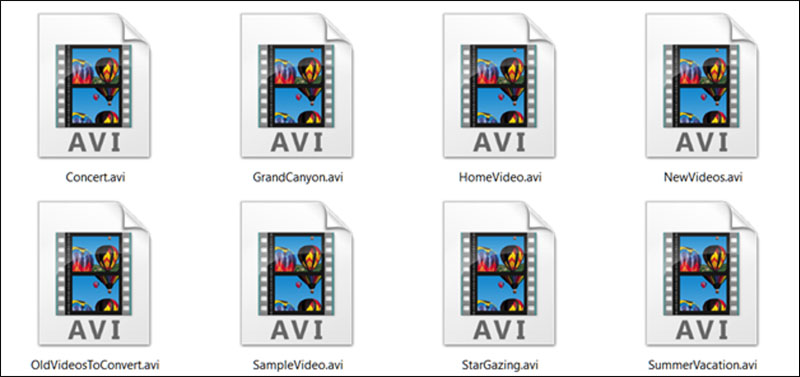 AVI AVI AVI AVI
Concert.avi GrandCanyon.avi HomeVideo.avi NewVideos.avi
AVI AVI AVI AVI
OldVideosToConvert.avi SampleVideo.avi StarGazing.avi SummerVacation.avi